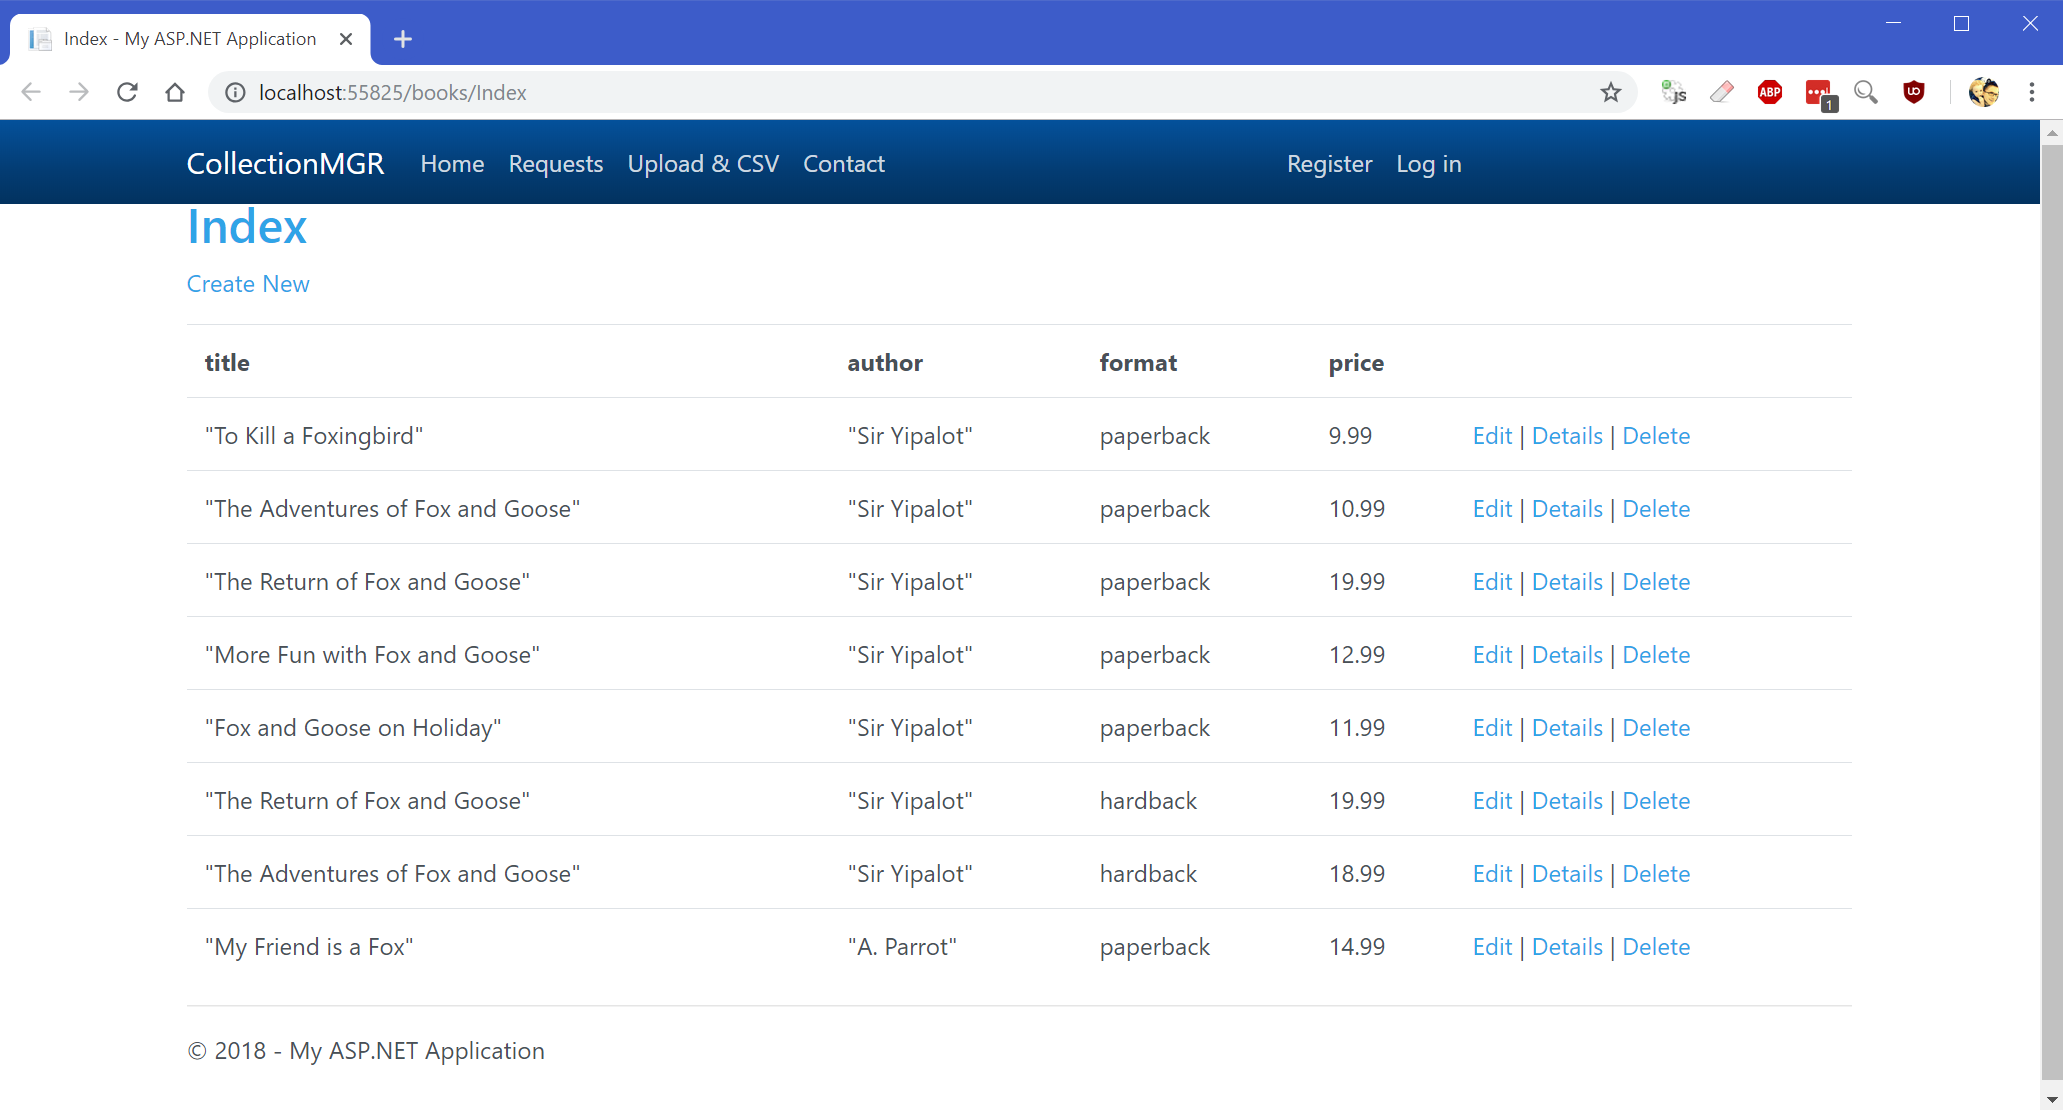 Index - My ASP.NET Application
localhost:55825/books/Index
JS
ABP
1
CollectionMGR Home Requests Upload & CSV Contact Register Log in
Index
Create New
title author format price
"To Kill a Foxingbird" "Sir Yipalot" paperback 9.99 Edit | Details | Delete
"The Adventures of Fox and Goose" "Sir Yipalot" paperback 10.99 Edit | Details | Delete
"The Return of Fox and Goose" "Sir Yipalot" paperback 19.99 Edit | Details | Delete
"More Fun with Fox and Goose" "Sir Yipalot" paperback 12.99 Edit | Details | Delete
"Fox and Goose on Holiday" "Sir Yipalot" paperback 11.99 Edit | Details | Delete
"The Return of Fox and Goose" "Sir Yipalot" hardback 19.99 Edit | Details | Delete
"The Adventures of Fox and Goose" "Sir Yipalot" hardback 18.99 Edit | Details | Delete
"My Friend is a Fox" "A. Parrot" paperback 14.99 Edit | Details | Delete
© 2018 - My ASP.NET Application